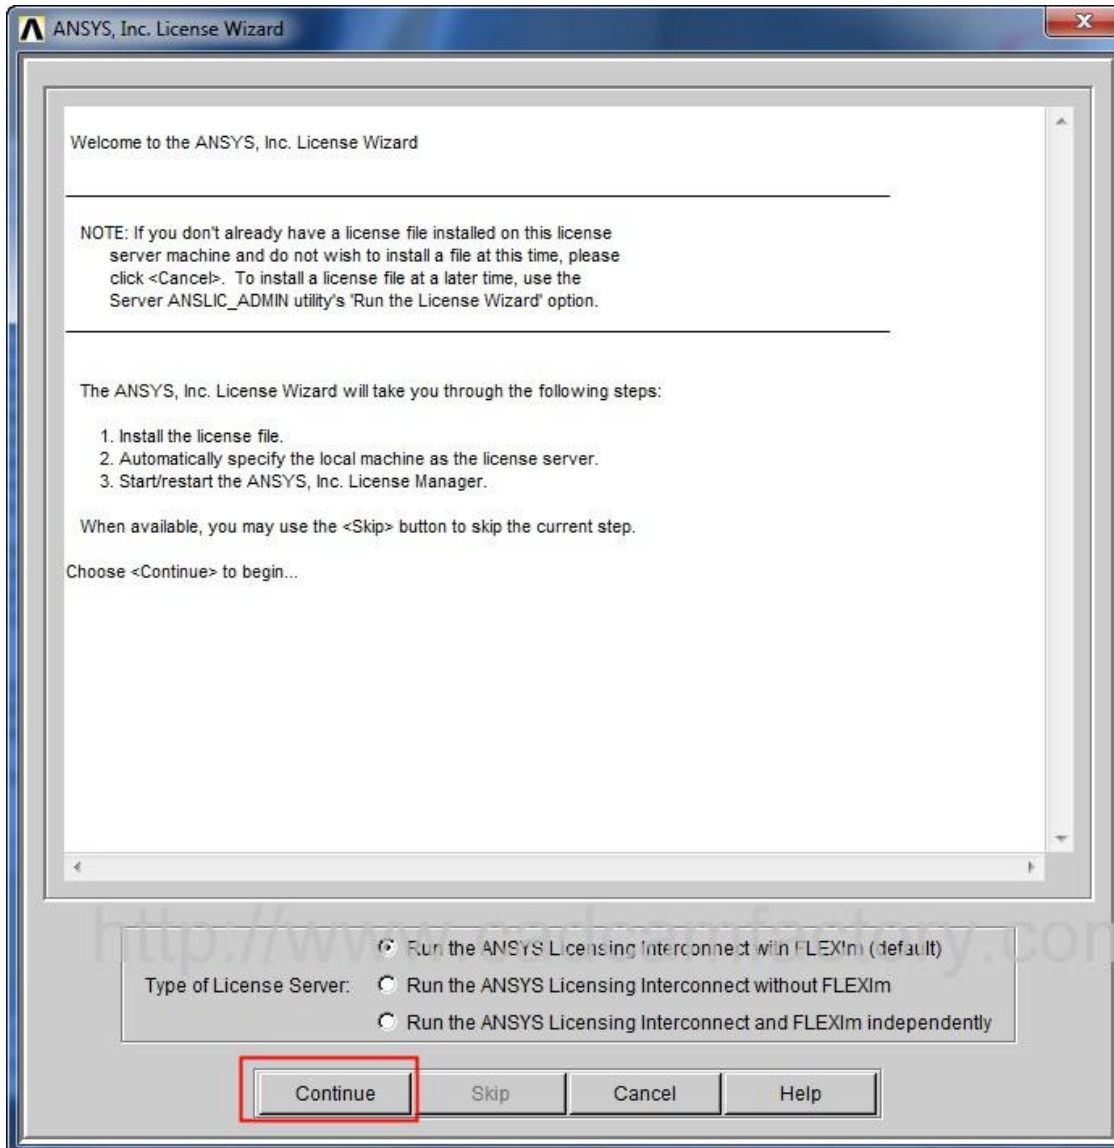 ANSYS, Inc. License Wizard
Welcome to the ANSYS, Inc. License Wizard
NOTE: If you don't already have a license file installed on this license
server machine and do not wish to install a file at this time, please
click <Cancel>. To install a license file at a later time, use the
Server ANSLIC_ADMIN utility's 'Run the License Wizard' option.
The ANSYS, Inc. License Wizard will take you through the following steps:
1. Install the license file.
2. Automatically specify the local machine as the license server.
3. Start/restart the ANSYS, Inc. License Manager.
When available, you may use the <Skip> button to skip the current step.
Choose <Continue> to begin...
http://www.cadcamfactory.com
Run the ANSYS Licensing Interconnect with FLEXlm (default)
Type of License Server: Run the ANSYS Licensing Interconnect without FLEXlm
Run the ANSYS Licensing Interconnect and FLEXlm independently
Continue Skip Cancel Help